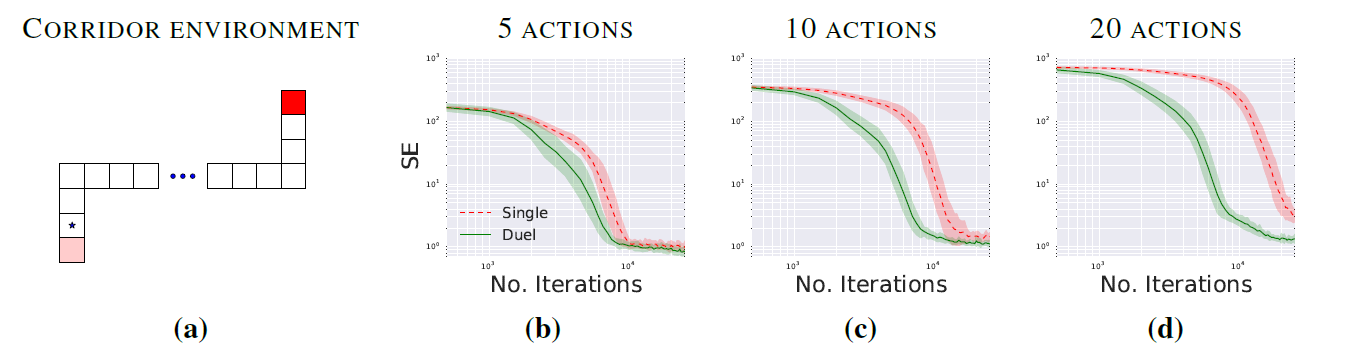 CORRIDOR ENVIRONMENT
5 ACTIONS
10 ACTIONS
20 ACTIONS
10³
10²
10¹
10⁰
SE
Single
Duel
10³
10⁴
No. Iterations
10³
10²
10¹
10⁰
10³
10⁴
No. Iterations
10³
10²
10¹
10⁰
10³
10⁴
No. Iterations
(a)
(b)
(c)
(d)